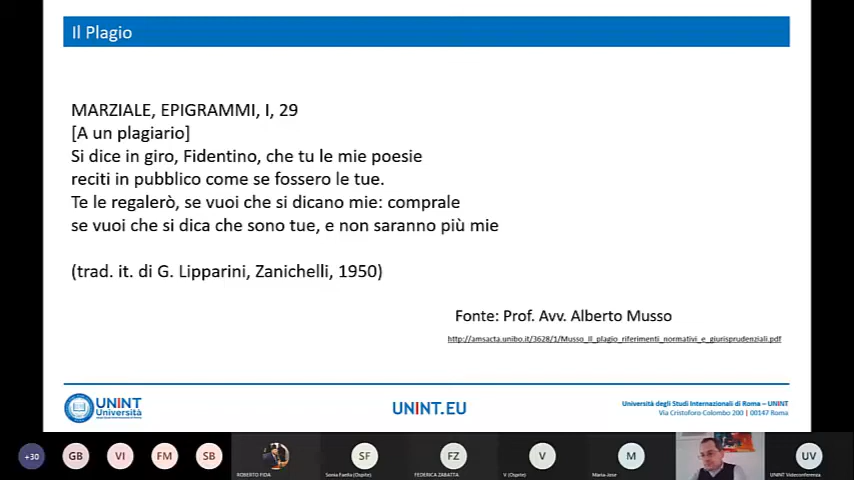 Il Plagio
MARZIALE, EPIGRAMMI, I, 29
[A un plagiario]
Si dice in giro, Fidentino, che tu le mie poesie
reciti in pubblico come se fossero le tue.
Te le regalerò, se vuoi che si dicano mie: comprale
se vuoi che si dica che sono tue, e non saranno più mie
(trad. it. di G. Lipparini, Zanichelli, 1950)
Fonte: Prof. Avv. Alberto Musso
http://amsacta.unibo.it/3628/1/Musso_Il_plagio_riferimenti_normativi_e_giurisprudenziali.pdf
UNINT
Università
UNINT.EU
Università degli Studi Internazionali di Roma – UNINT
Via Cristoforo Colombo 200 | 00147 Roma
+30
GB
VI
FM
SB
SF
FZ
V
M
UV
ROBERTO FIDA
Sonia Fanfia (Ospite)
FEDERICA ZABATTA
V (Ospite)
Maria-Jose
UNINT Videoconferenza